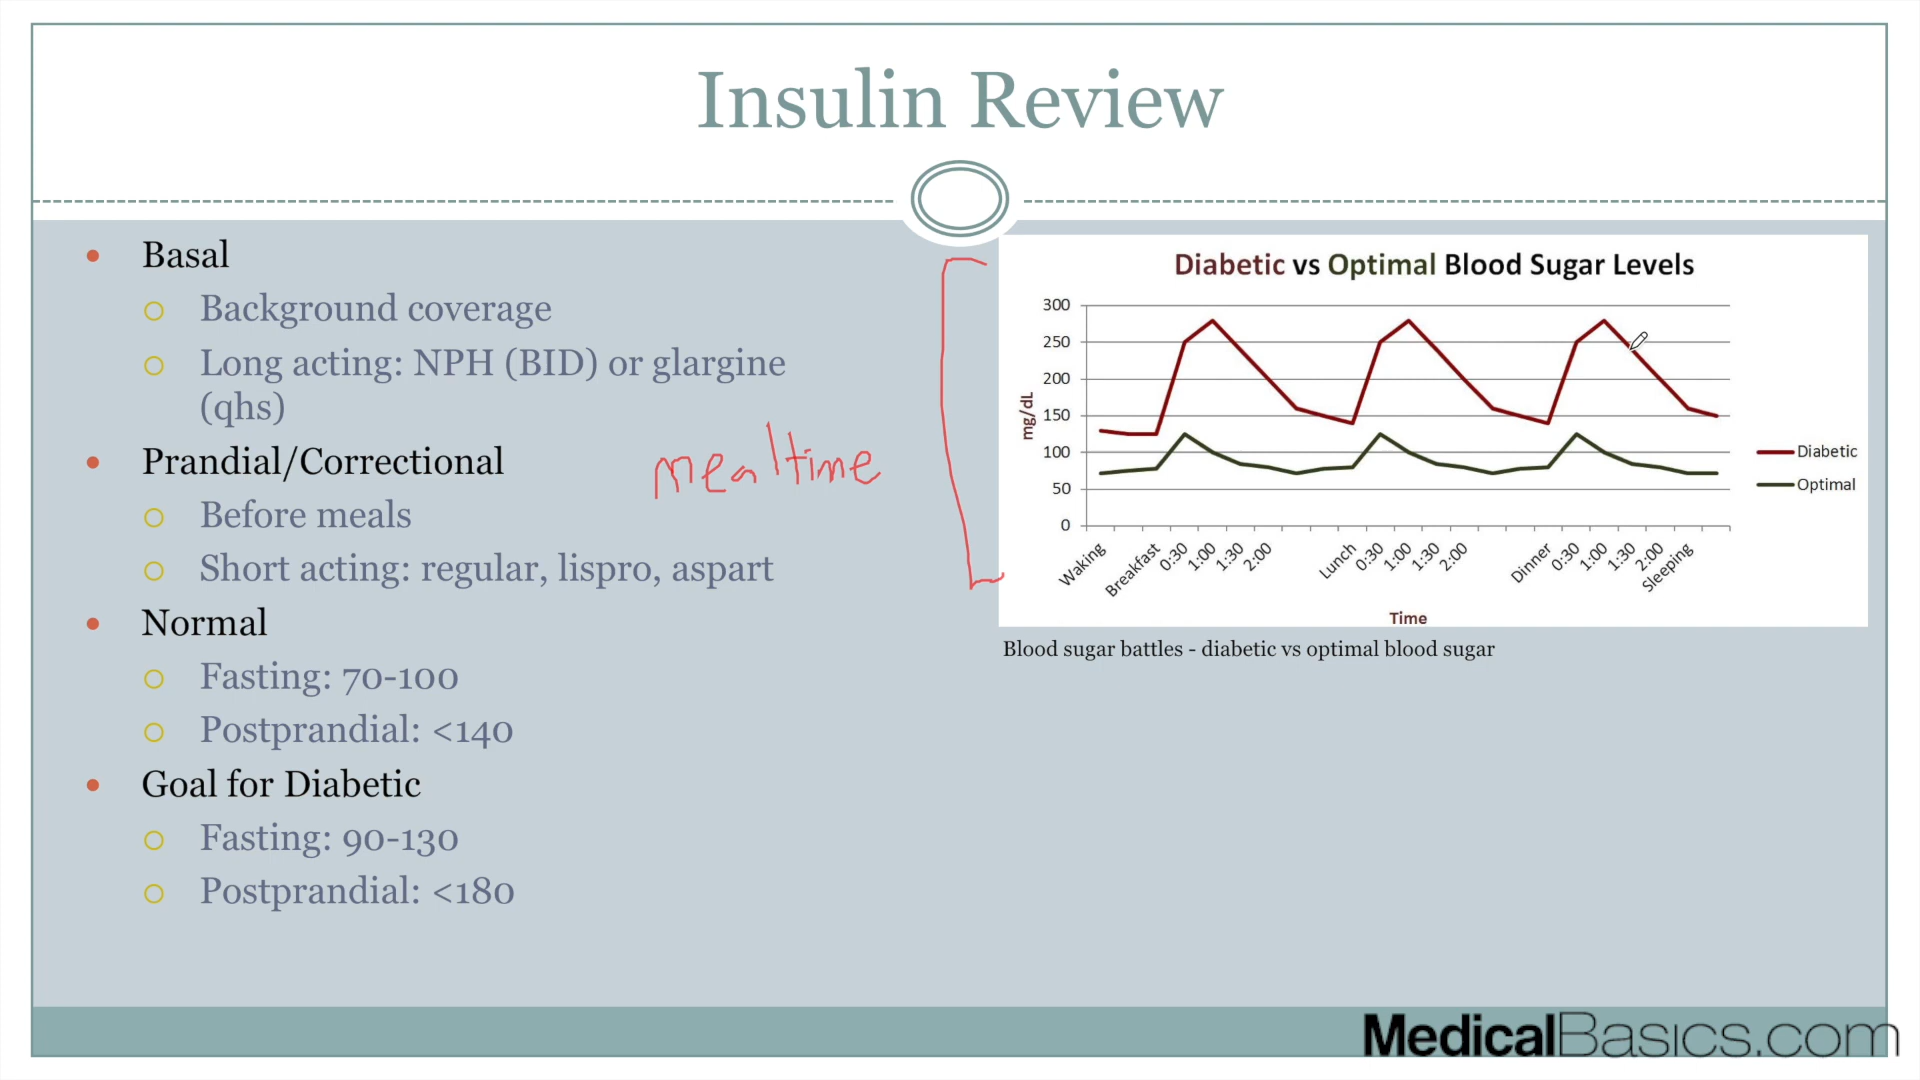 Insulin Review
Basal
Background coverage
Long acting: NPH (BID) or glargine
(qhs)
Prandial/Correctional
mealtime
Before meals
Short acting: regular, lispro, aspart
Normal
Fasting: 70-100
Postprandial: <140
Goal for Diabetic
Fasting: 90-130
Postprandial: <180
Diabetic vs Optimal Blood Sugar Levels
300
250
200
150
100
50
0
mg/dL
Waking
Breakfast
0:30
1:00
1:30
2:00
Lunch
0:30
1:00
1:30
2:00
Dinner
0:30
1:00
1:30
2:00
Sleeping
Time
Diabetic
Optimal
Blood sugar battles - diabetic vs optimal blood sugar
MedicalBasics.com